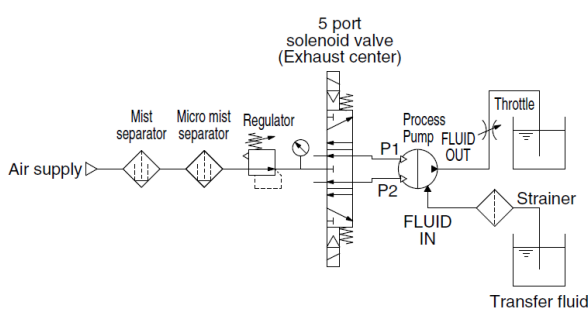 5 port
solenoid valve
(Exhaust center)
Mist
separator
Micro mist
separator
Regulator
Process
Pump
Throttle
FLUID
OUT
P1
Air supply
P2
Strainer
FLUID
IN
Transfer fluid